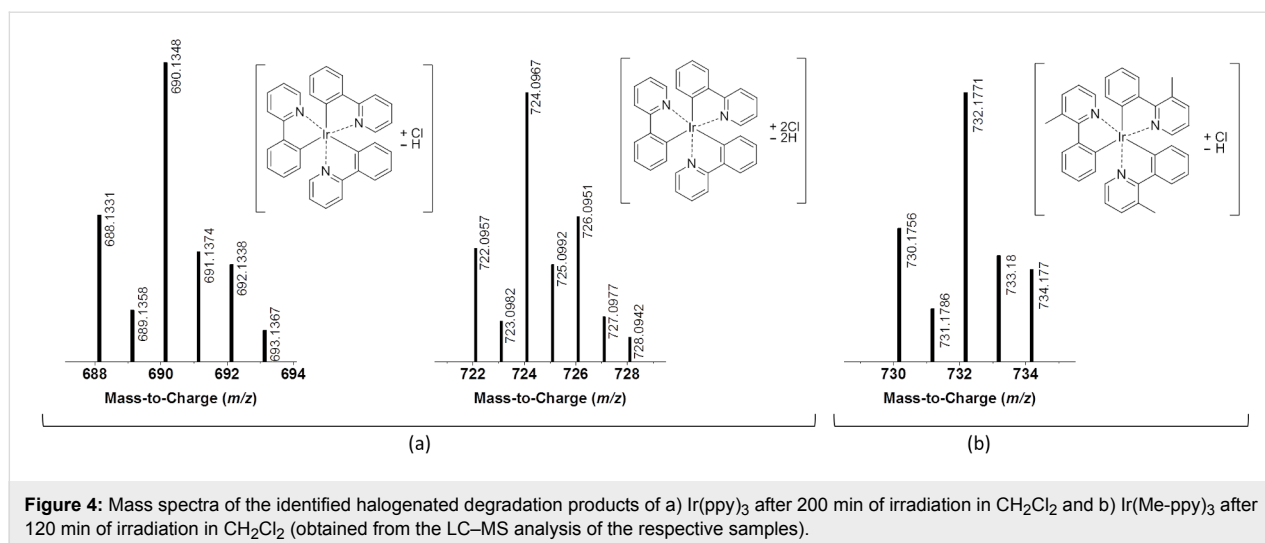 688.1331
689.1358
690.1348
691.1374
692.1338
693.1367
N
N
Ir
N
+ Cl
− H
688 690 692 694
Mass-to-Charge (m/z)
722.0957
723.0982
724.0967
725.0992
726.0951
727.0977
728.0942
N
N
Ir
N
+ 2Cl
− 2H
722 724 726 728
Mass-to-Charge (m/z)
(a)
730.1756
731.1786
732.1771
733.18
734.177
N
N
Ir
N
+ Cl
− H
730 732 734
Mass-to-Charge (m/z)
(b)
Figure 4: Mass spectra of the identified halogenated degradation products of a) Ir(ppy)3 after 200 min of irradiation in CH2Cl2 and b) Ir(Me-ppy)3 after
120 min of irradiation in CH2Cl2 (obtained from the LC–MS analysis of the respective samples).